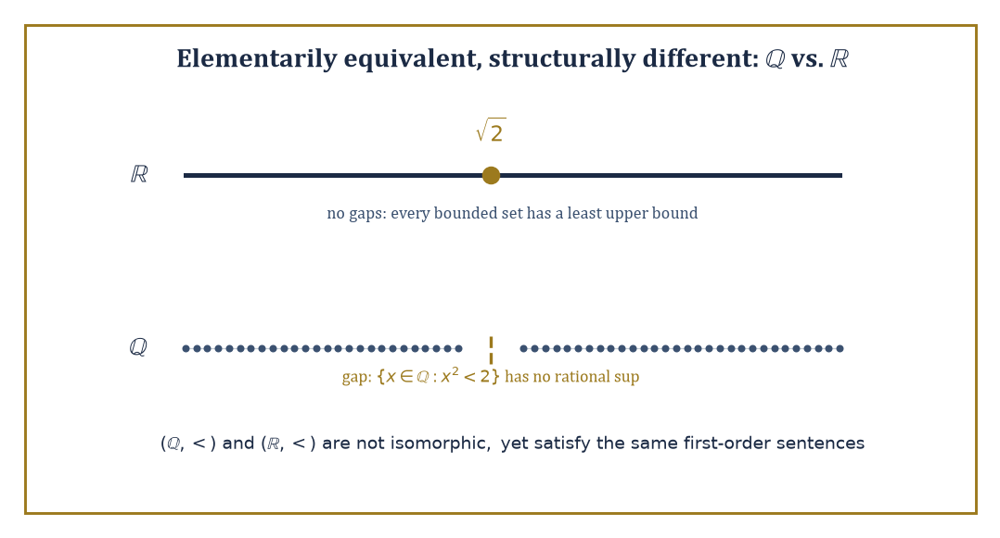 Elementarily equivalent, structurally different: ℚ vs. ℝ
√2
ℝ
no gaps: every bounded set has a least upper bound
ℚ
gap: {x ∈ ℚ : x² < 2} has no rational sup
(ℚ, <) and (ℝ, <) are not isomorphic, yet satisfy the same first-order sentences